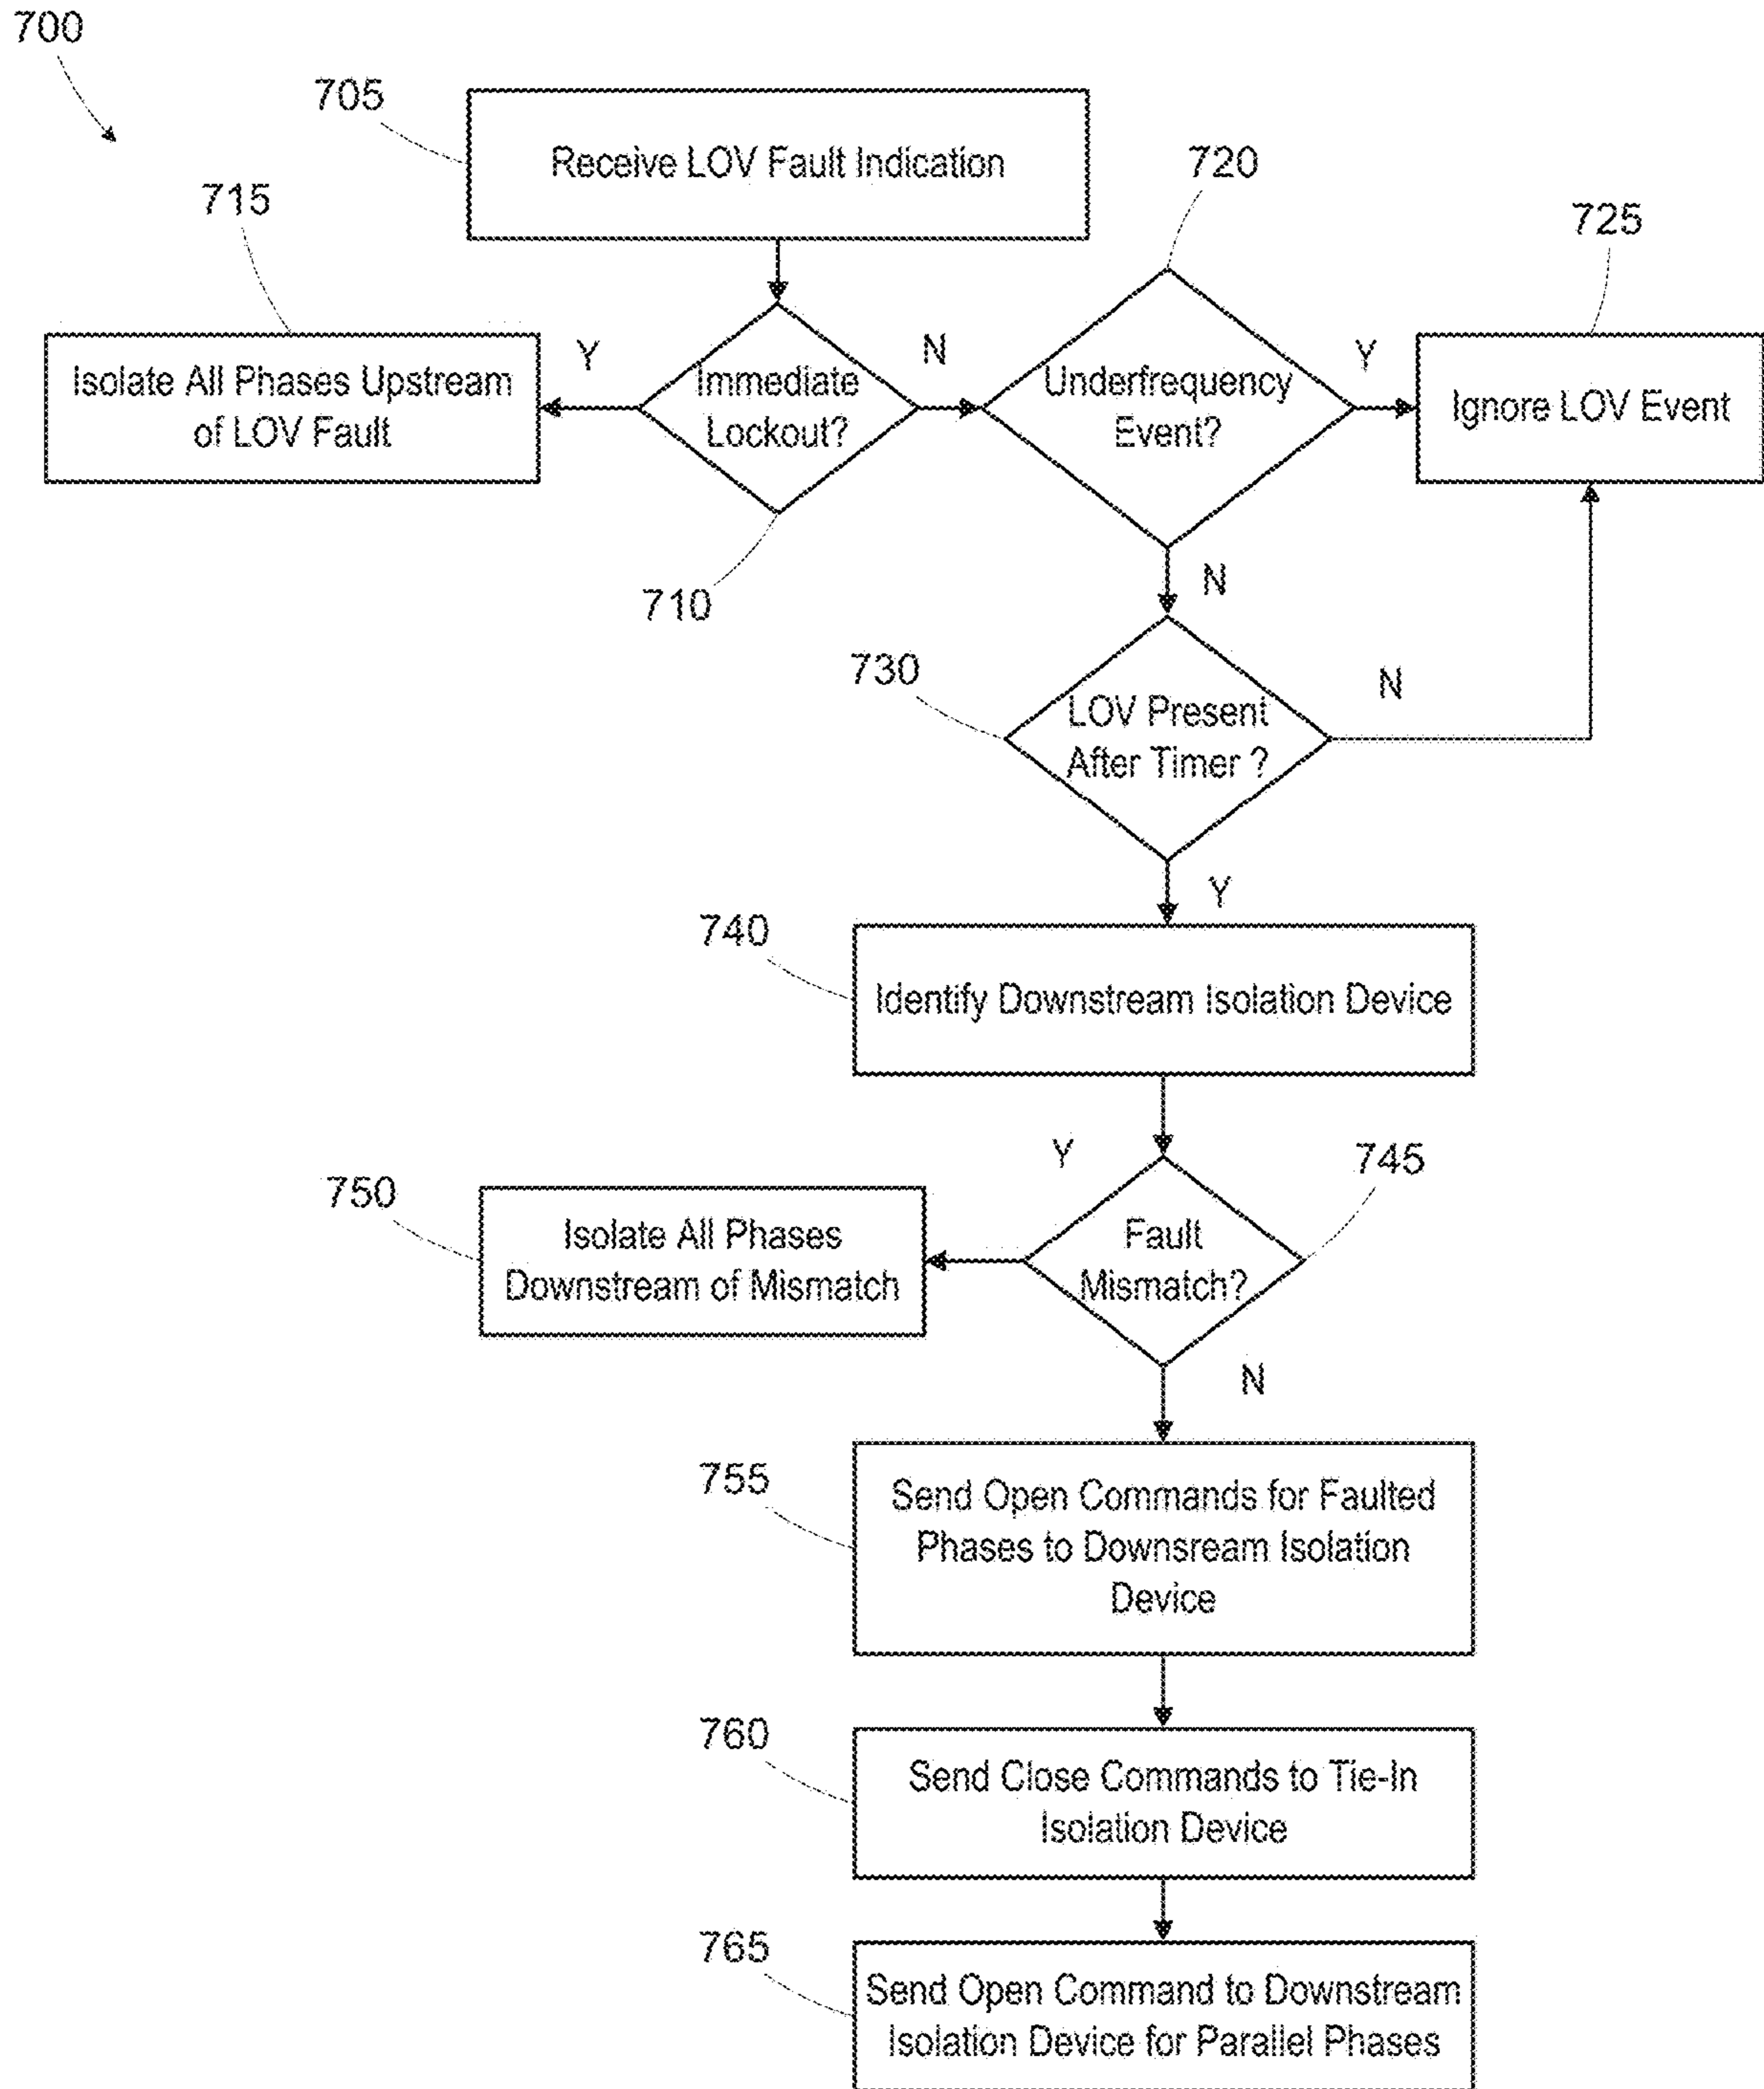 700
705
Receive LOV Fault Indication
720
715
725
Isolate All Phases Upstream
of LOV Fault
Y
Immediate
Lockout?
N
Underfrequency
Event?
Y
Ignore LOV Event
710
N
730
LOV Present
After Timer ?
N
Y
740
Identify Downstream Isolation Device
Y
745
750
Isolate All Phases
Downstream of Mismatch
Fault
Mismatch?
N
755
Send Open Commands for Faulted
Phases to Downsream Isolation
Device
760
Send Close Commands to Tie-In
Isolation Device
765
Send Open Command to Downstream
Isolation Device for Parallel Phases